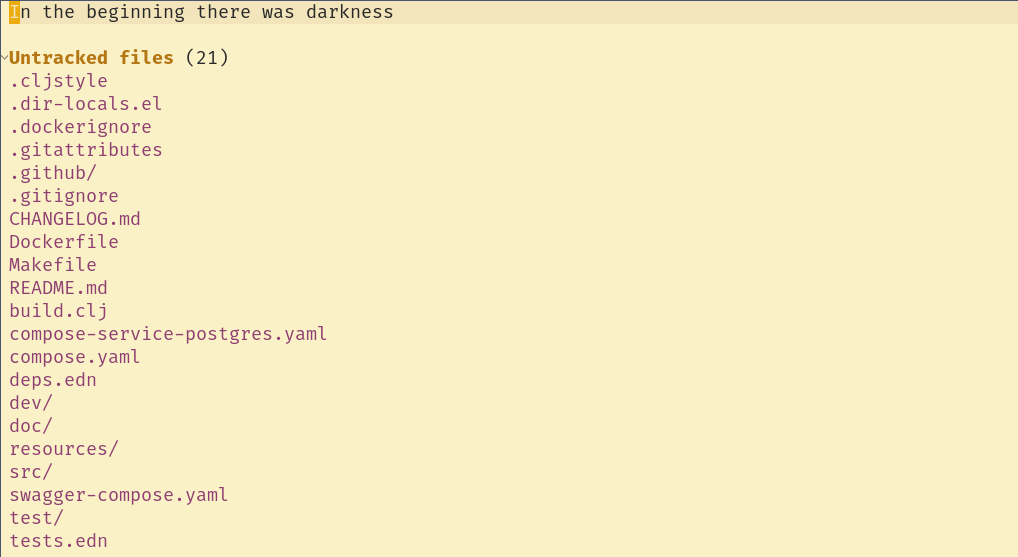 In the beginning there was darkness
Untracked files (21)
.cljstyle
.dir-locals.el
.dockerignore
.gitattributes
.github/
.gitignore
CHANGELOG.md
Dockerfile
Makefile
README.md
build.clj
compose-service-postgres.yaml
compose.yaml
deps.edn
dev/
doc/
resources/
src/
swagger-compose.yaml
test/
tests.edn